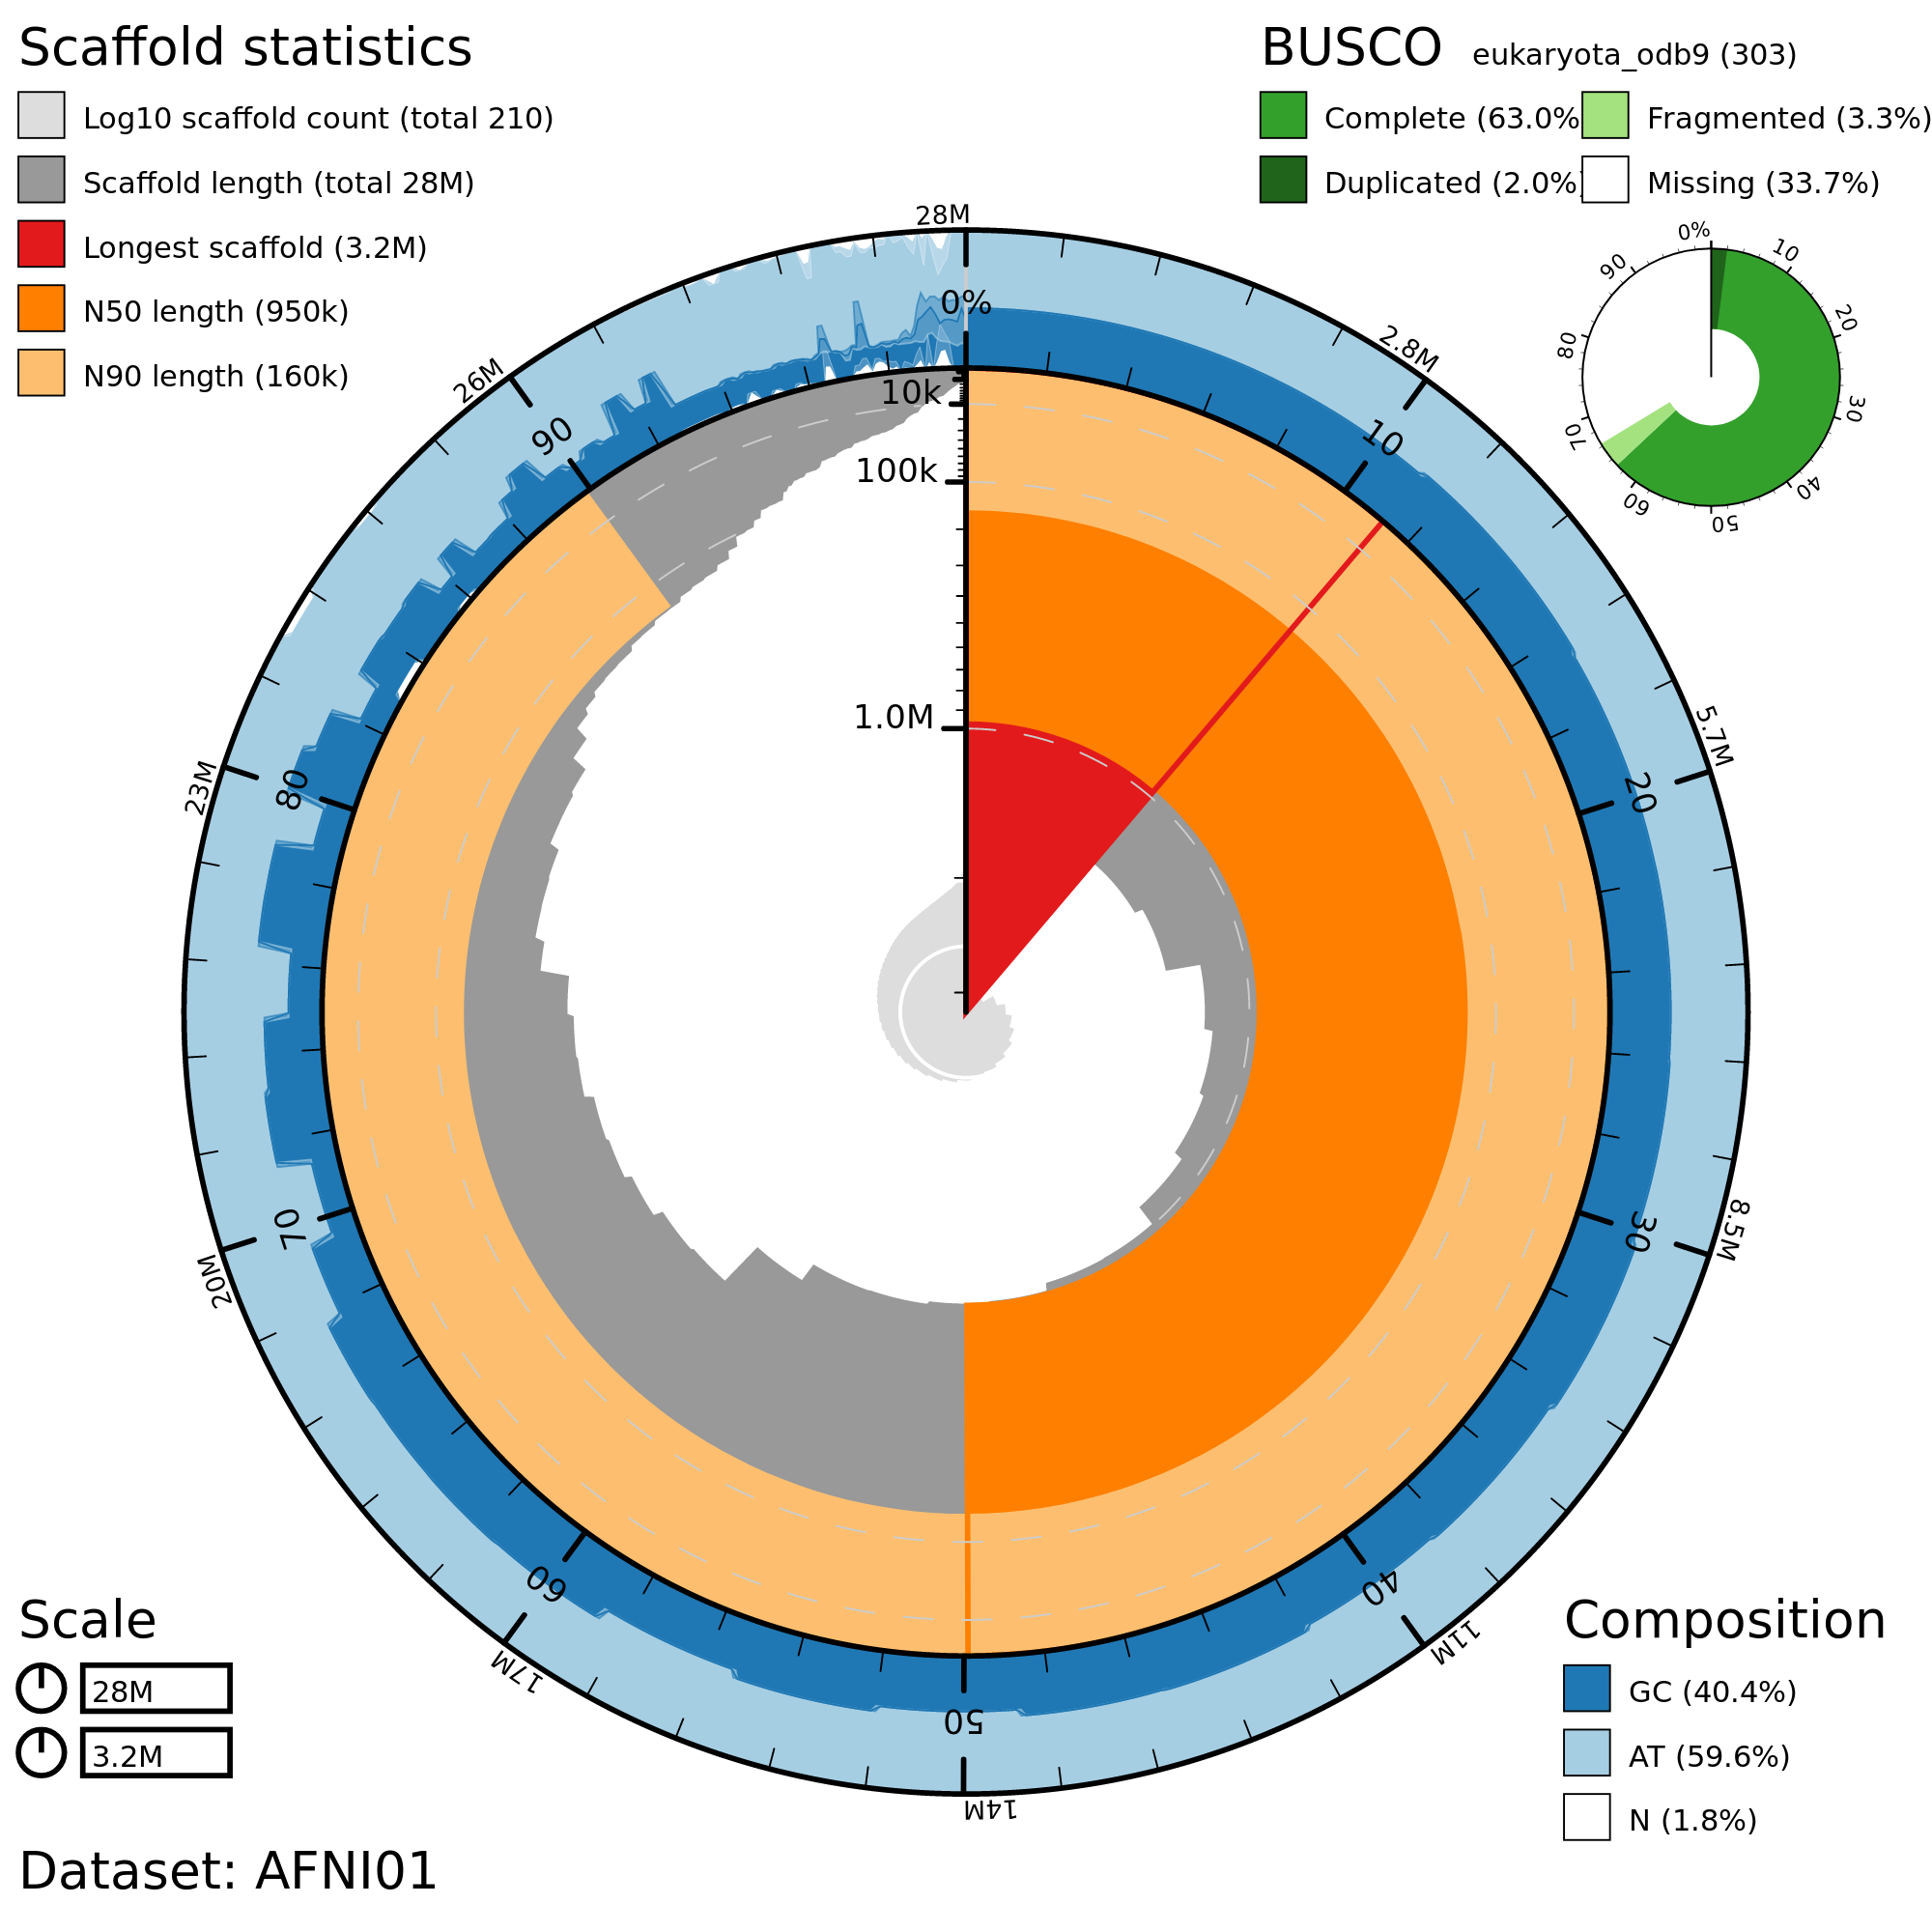 Scaffold statistics
Log10 scaffold count (total 210)
Scaffold length (total 28M)
Longest scaffold (3.2M)
N50 length (950k)
N90 length (160k)
BUSCO eukaryota_odb9 (303)
Complete (63.0%
Fragmented (3.3%)
Duplicated (2.0%)
Missing (33.7%)
0%
10
20
30
40
50
60
70
80
90
28M
2.8M
5.7M
8.5M
11M
14M
17M
20M
23M
26M
0%
10
20
30
40
50
60
70
80
90
10k
100k
1.0M
Scale
28M
3.2M
Composition
GC (40.4%)
AT (59.6%)
N (1.8%)
Dataset: AFNI01